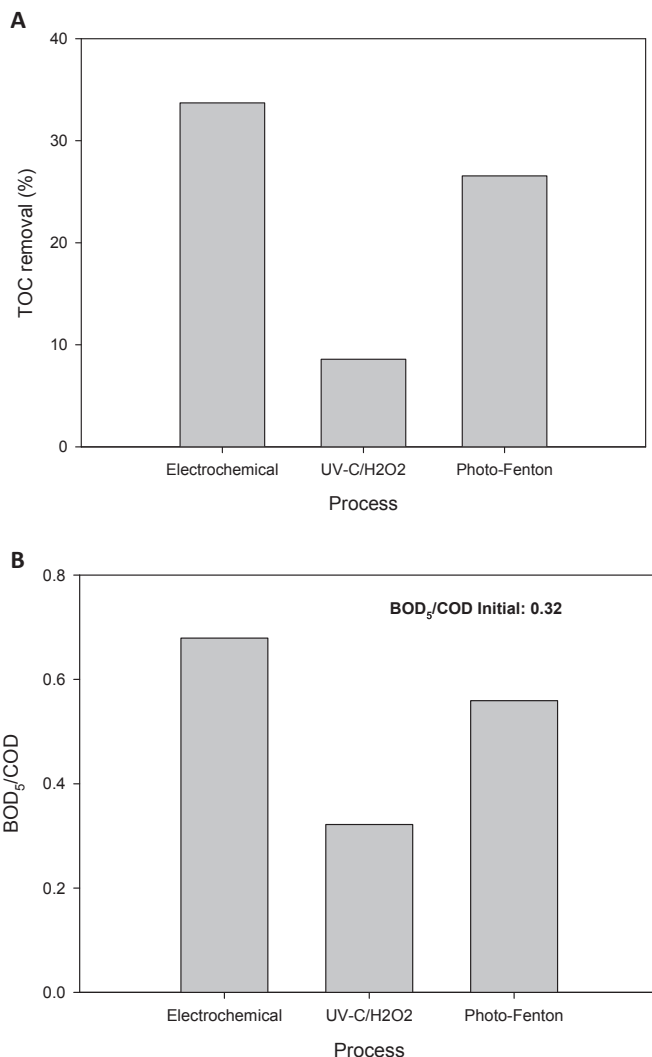 A
40
30
20
10
0
TOC removal (%)
Electrochemical UV-C/H2O2 Photo-Fenton
Process
B
0.8
BOD₅/COD Initial: 0.32
0.6
0.4
0.2
0.0
BOD₅/COD
Electrochemical UV-C/H2O2 Photo-Fenton
Process